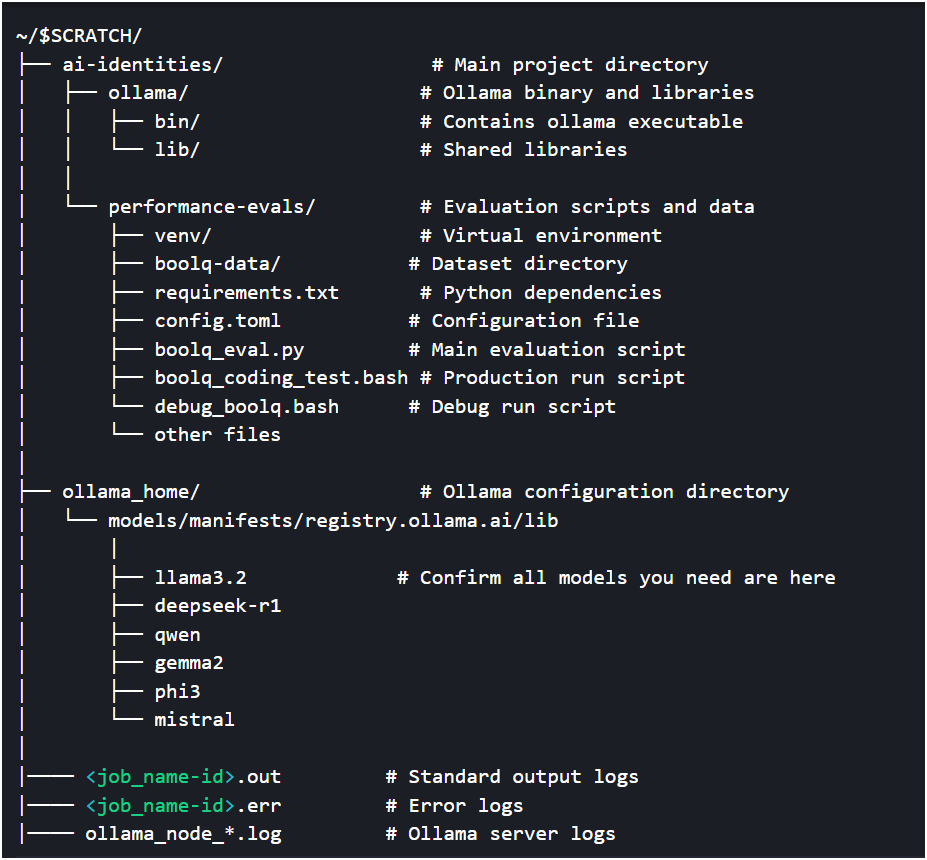 ~/$SCRATCH/
├── ai-identities/                  # Main project directory
│   ├── ollama/                    # Ollama binary and libraries
│   │   ├── bin/                   # Contains ollama executable
│   │   └── lib/                   # Shared libraries
│   │
│   └── performance-evals/         # Evaluation scripts and data
│       ├── venv/                  # Virtual environment
│       ├── boolq-data/           # Dataset directory
│       ├── requirements.txt       # Python dependencies
│       ├── config.toml           # Configuration file
│       ├── boolq_eval.py         # Main evaluation script
│       ├── boolq_coding_test.bash # Production run script
│       └── debug_boolq.bash      # Debug run script
│       └── other files
│
├── ollama_home/                   # Ollama configuration directory
│   └── models/manifests/registry.ollama.ai/lib
│       │
│       ├── llama3.2             # Confirm all models you need are here
│       ├── deepseek-r1
│       ├── qwen
│       ├── gemma2
│       ├── phi3
│       └── mistral
│
|──── <job_name-id>.out         # Standard output logs
|──── <job_name-id>.err         # Error logs
|──── ollama_node_*.log         # Ollama server logs